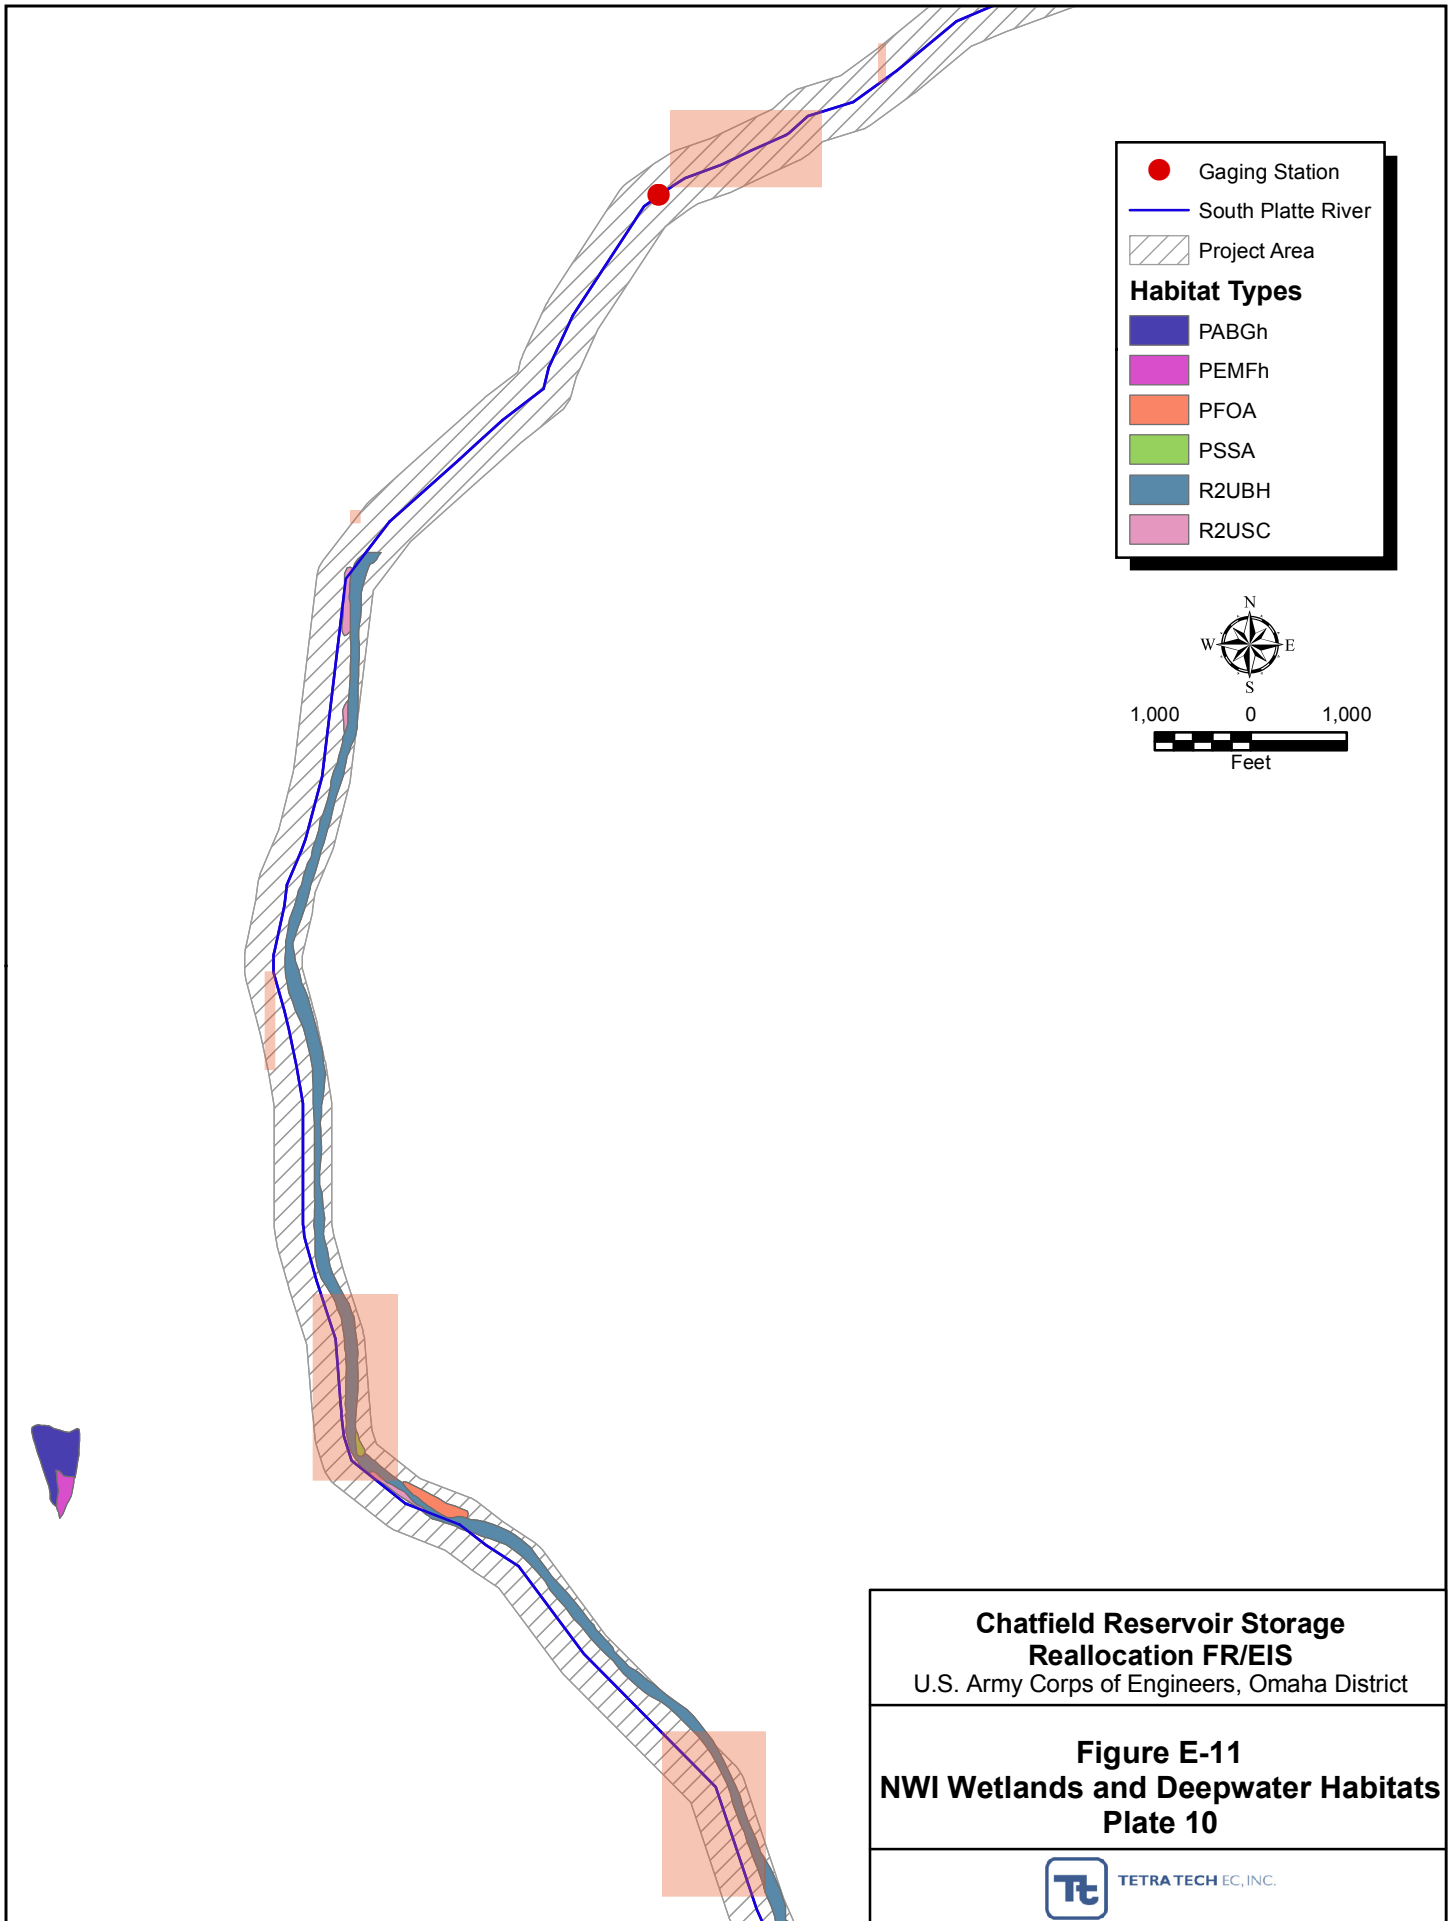 Gaging Station
South Platte River
Project Area
Habitat Types
PABGh
PEMFh
PFOA
PSSA
R2UBH
R2USC
N
W E
S
1,000 0 1,000
Feet
Chatfield Reservoir Storage
Reallocation FR/EIS
U.S. Army Corps of Engineers, Omaha District
Figure E-11
NWI Wetlands and Deepwater Habitats
Plate 10
Tt TETRA TECH EC, INC.